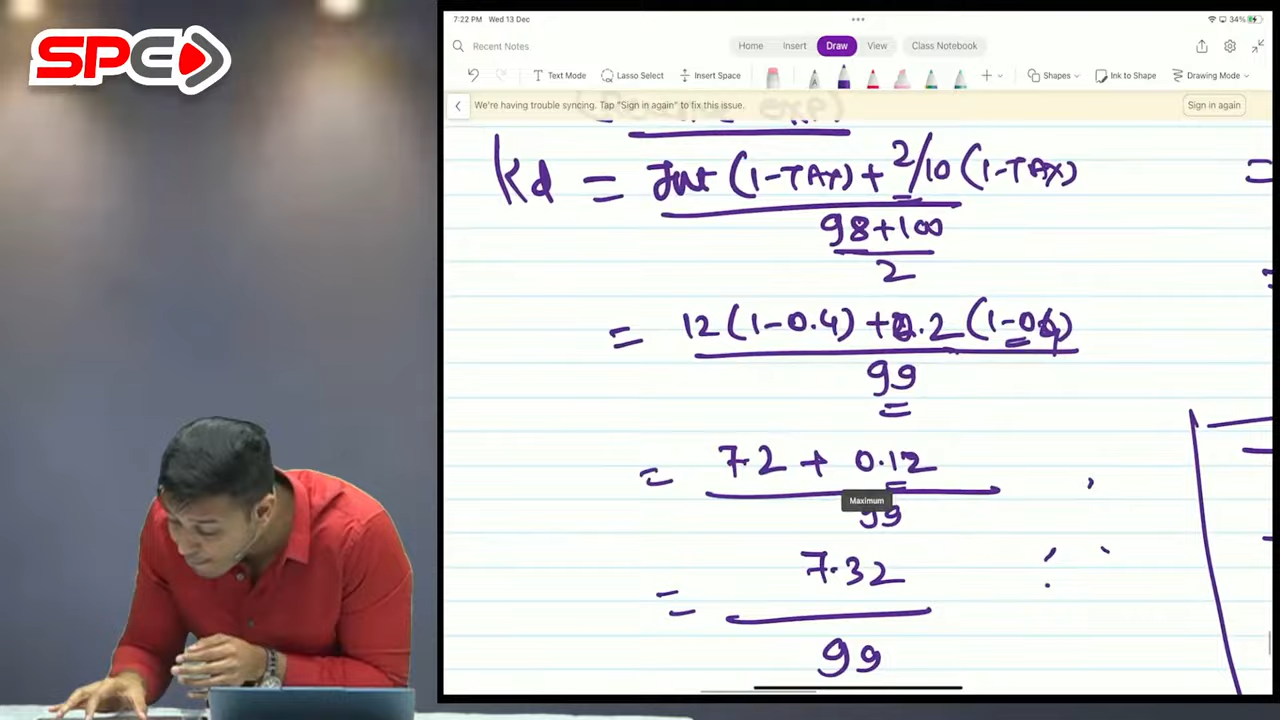 SPED
7:22 PM Wed 13 Dec
34%
Recent Notes
Home Insert Draw View Class Notebook
Text Mode Lasso Select Insert Space Shapes Ink to Shape Drawing Mode
We're having trouble syncing. Tap "Sign in again" to fix this issue.
Sign in again
Kd = Int (1-TAX) + 2/10 (1-TAX)
98+100
2
= 12 (1-0.4) + 0.2 (1-0.4)
99
= 7.2 + 0.12
Maximum
99
= 7.32
99